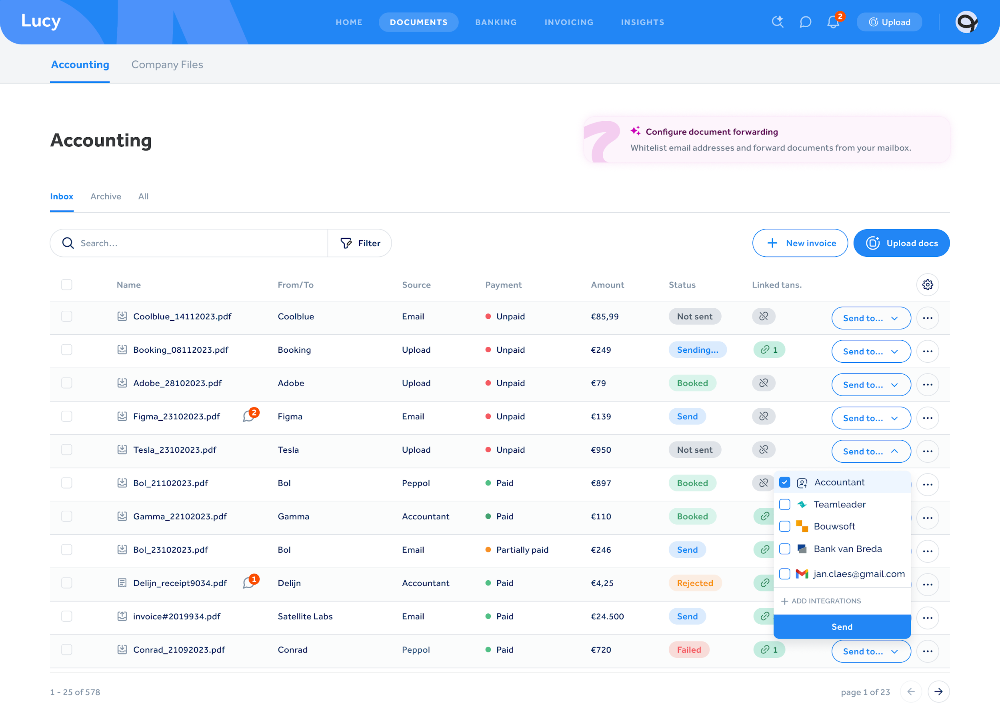 Lucy
HOME DOCUMENTS BANKING INVOICING INSIGHTS 2 Upload
Accounting Company Files
Configure document forwarding
Accounting
Whitelist email addresses and forward documents from your mailbox.
Inbox Archive All
Search... Filter New invoice Upload docs
Name From/To Source Payment Amount Status Linked tans.
Coolblue_14112023.pdf Coolblue Email Unpaid €85,99 Not sent Send to...
Booking_08112023.pdf Booking Upload Unpaid €249 Sending... 1 Send to...
Adobe_28102023.pdf Adobe Upload Unpaid €79 Booked Send to...
Figma_23102023.pdf 2 Figma Email Unpaid €139 Send Send to...
Tesla_23102023.pdf Tesla Upload Unpaid €950 Not sent Send to...
Bol_21102023.pdf Bol Peppol Paid €897 Booked
Accountant
Teamleader
Gamma_22102023.pdf Gamma Accountant Paid €110 Booked
Bouwsoft
Bol_23102023.pdf Bol Email Partially paid €246 Send
Bank van Breda
jan.claes@gmail.com
Delijn_receipt9034.pdf 1 Delijn Accountant Paid €4,25 Rejected
ADD INTEGRATIONS
invoice#2019934.pdf Satellite Labs Email Paid €24.500 Send
Send
Conrad_21092023.pdf Conrad Peppol Paid €720 Failed 1 Send to...
1 - 25 of 578 page 1 of 23